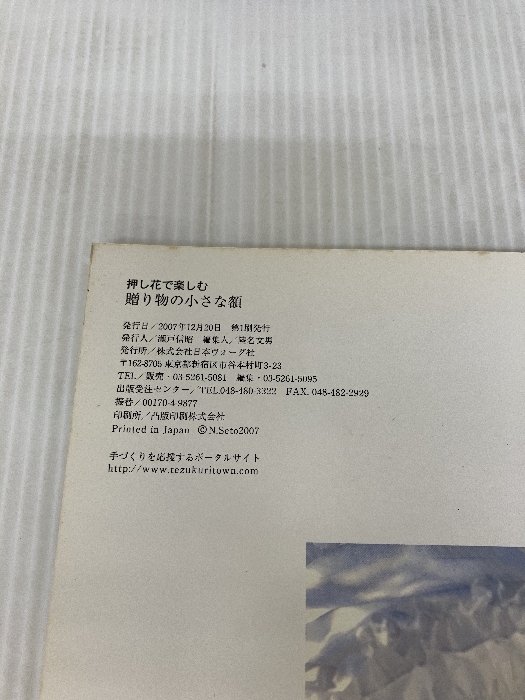 押し花で楽しむ
贈り物の小さな額
発行日/2007年12月20日 第1刷発行
発行人/瀬戸信昭 編集人/陸名文男
発行所/株式会社日本ヴォーグ社
〒162-8705 東京都新宿区市谷本村町3-23
TEL/販売・03-5261-5081 編集・03-5261-5095
出版受注センター/TEL.048-480-3322 FAX. 048-482-2929
振替/00170-4-9877
印刷所/凸版印刷株式会社
Printed in Japan ©N.Seto2007
手づくりを応援するポータルサイト
http://www.tezukuritown.com